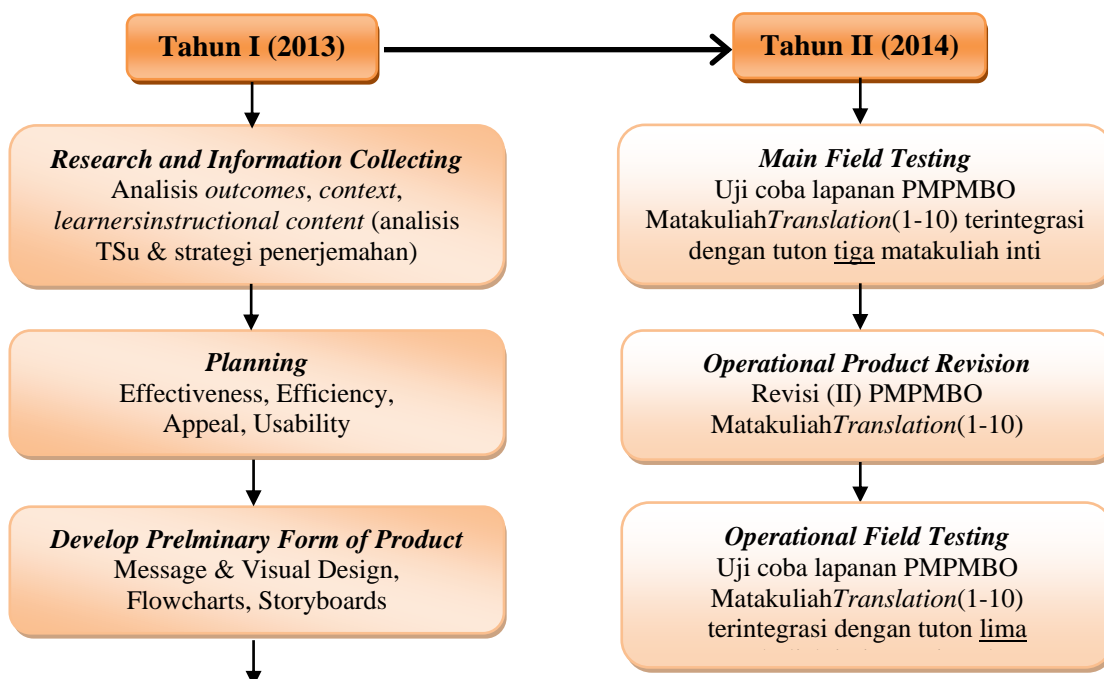 Tahun I (2013)
Tahun II (2014)
Research and Information Collecting
Analisis outcomes, context,
learnersinstructional content (analisis
TSu & strategi penerjemahan)
Planning
Effectiveness, Efficiency,
Appeal, Usability
Develop Prelminary Form of Product
Message & Visual Design,
Flowcharts, Storyboards
Main Field Testing
Uji coba lapanan PMPMBO
MatakuliahTranslation(1-10) terintegrasi
dengan tuton tiga matakuliah inti
Operational Product Revision
Revisi (II) PMPMBO
MatakuliahTranslation(1-10)
Operational Field Testing
Uji coba lapanan PMPMBO
MatakuliahTranslation(1-10)
terintegrasi dengan tuton lima